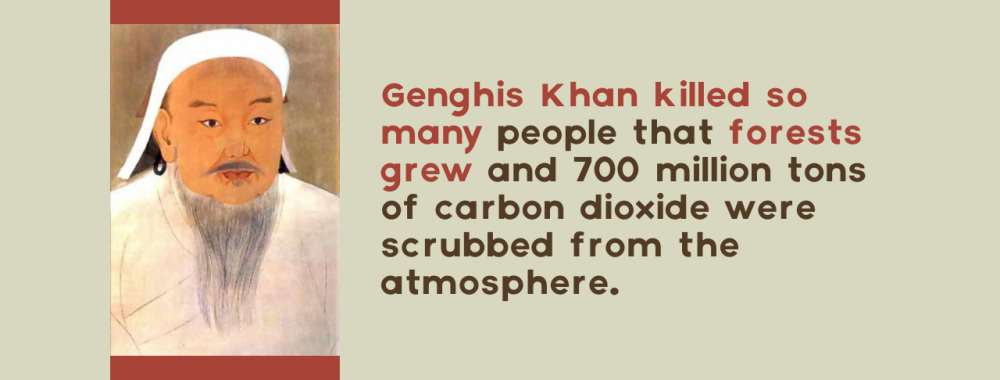 Genghis Khan killed so
many people that forests
grew and 700 million tons
of carbon dioxide were
scrubbed from the
atmosphere.